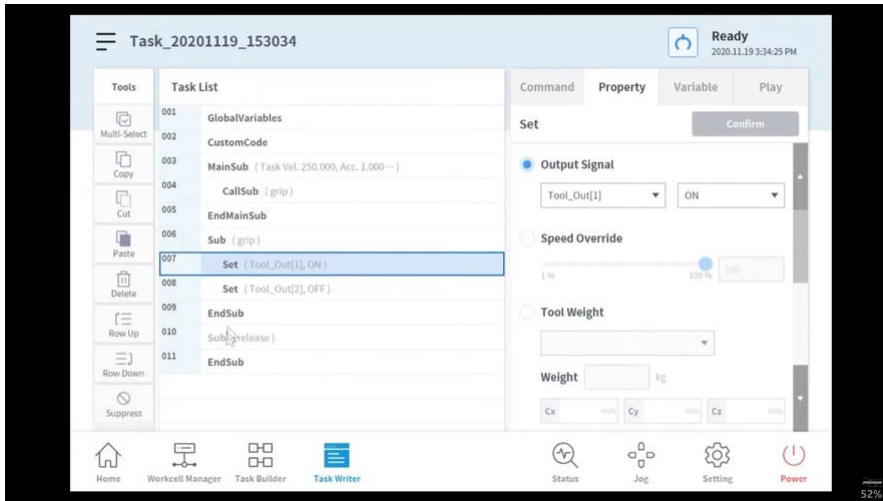 Task_20201119_153034
Ready
2020.11.19 3:34:25 PM
Tools
Multi-Select
Copy
Cut
Paste
Delete
Row Up
Row Down
Suppress
Task List
001 GlobalVariables
002 CustomCode
003 MainSub ( Task Vel. 250.000, Acc. 1.000··· )
004 CallSub ( grip )
005 EndMainSub
006 Sub ( grip )
007 Set ( Tool_Out[1], ON )
008 Set ( Tool_Out[2], OFF )
009 EndSub
010 Sub release )
011 EndSub
Command Property Variable Play
Set Confirm
Output Signal
Tool_Out[1] ON
Speed Override
1 % 100 % 100
Tool Weight
Weight kg
Cx mm Cy mm Cz mm
Home Workcell Manager Task Builder Task Writer Status Jog Setting Power
52%